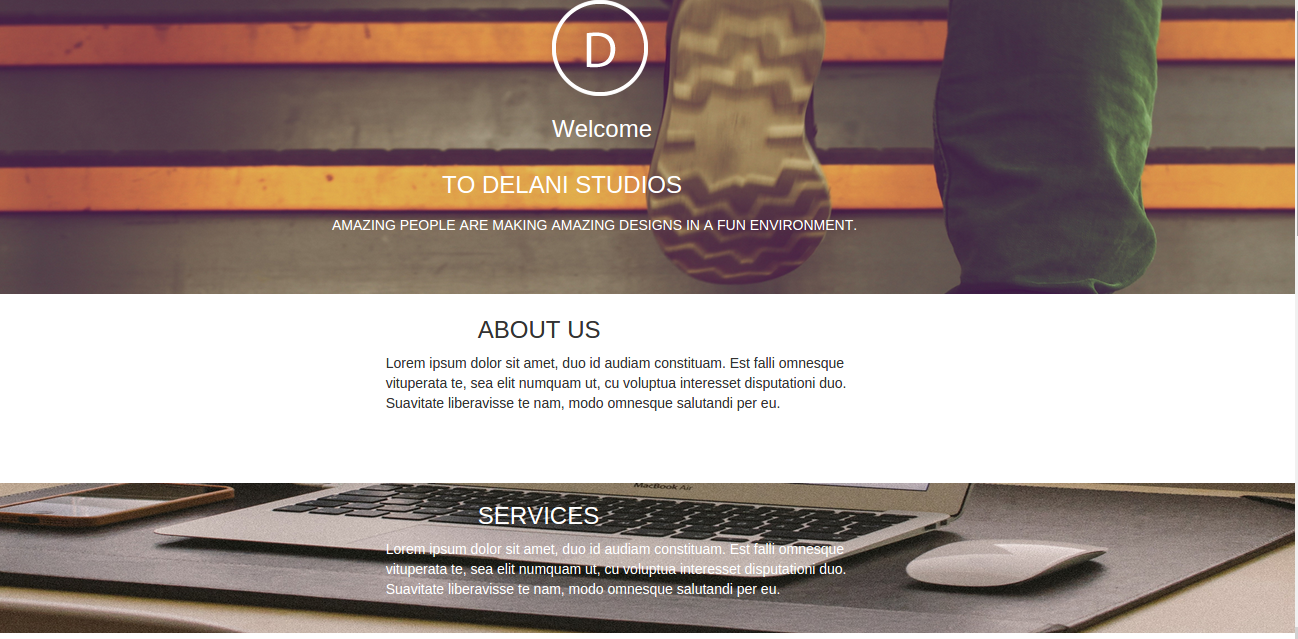 D
Welcome
TO DELANI STUDIOS
AMAZING PEOPLE ARE MAKING AMAZING DESIGNS IN A FUN ENVIRONMENT.
ABOUT US
Lorem ipsum dolor sit amet, duo id audiam constituam. Est falli omnesque
vituperata te, sea elit numquam ut, cu voluptua interesset disputationi duo.
Suavitate liberavisse te nam, modo omnesque salutandi per eu.
MacBook Air
SERVICES
Lorem ipsum dolor sit amet, duo id audiam constituam. Est falli omnesque
vituperata te, sea elit numquam ut, cu voluptua interesset disputationi duo.
Suavitate liberavisse te nam, modo omnesque salutandi per eu.